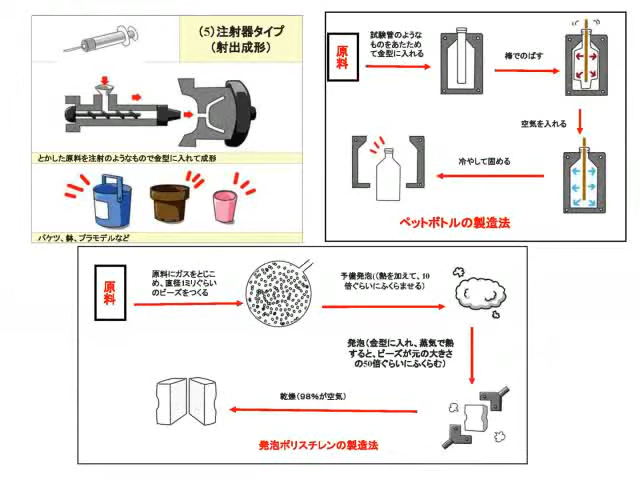 (5)注射器タイプ
(射出成形)
とかした原料を注射のようなもので金型に入れて成形
バケツ、鉢、プラモデルなど
原料
試験管のような
ものをあたため
て金型に入れる
棒でのばす
空気を入れる
冷やして固める
ペットボトルの製造法
原料
原料にガスをとじこ
め、直径1ミリぐらい
のビーズをつくる
予備発泡((熱を加えて、10
倍ぐらいにふくらませる)
発泡(金型に入れ、蒸気で熱
すると、ビーズが元の大きさ
の50倍ぐらいにふくらむ)
乾燥(98%が空気)
発泡ポリスチレンの製造法